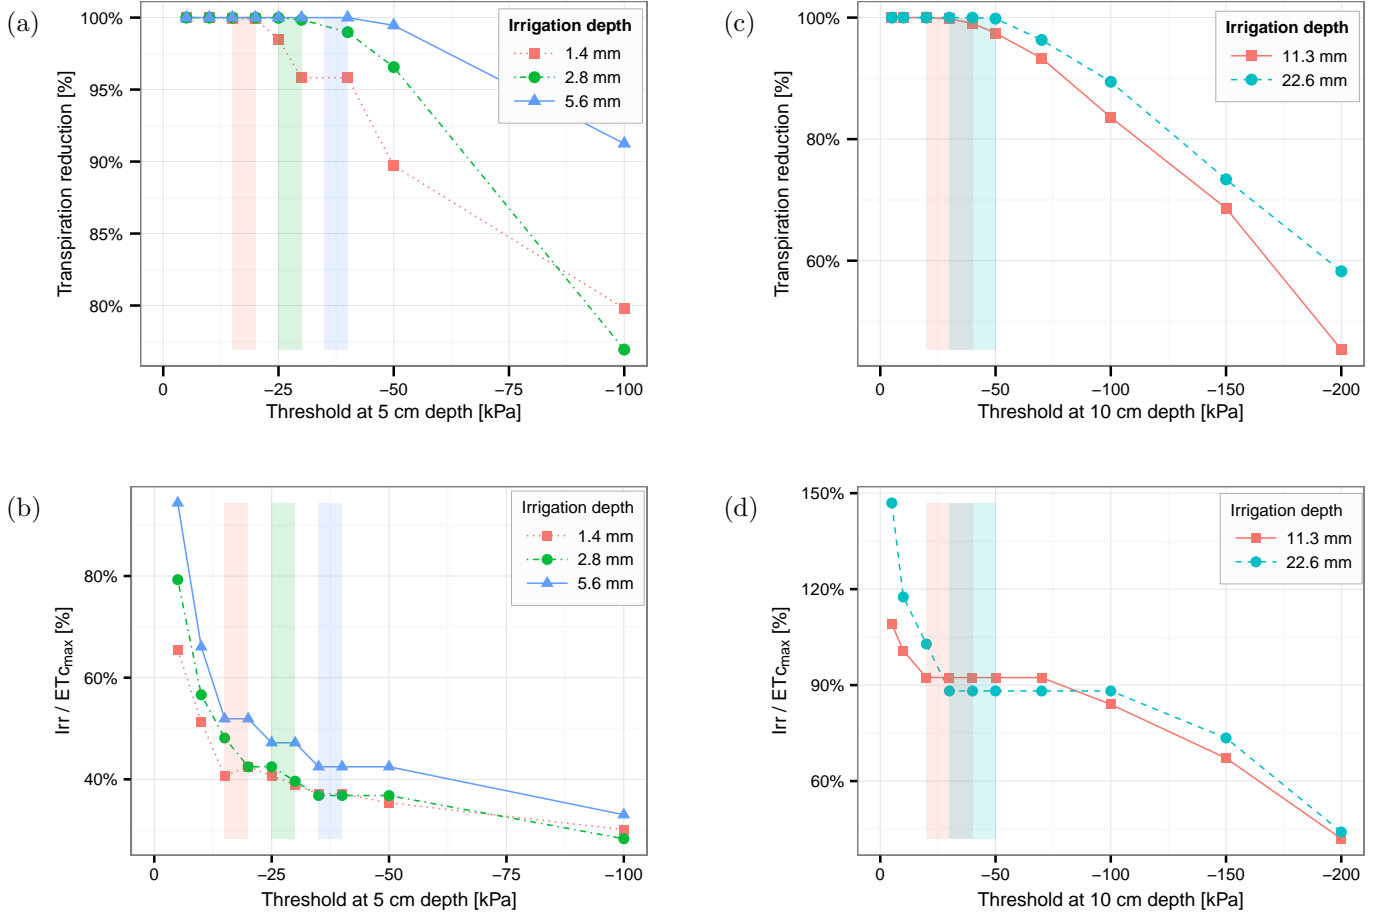 (a)
Transpiration reduction [%]
100%
95%
90%
85%
80%
0
−25
−50
−75
−100
Threshold at 5 cm depth [kPa]
Irrigation depth
1.4 mm
2.8 mm
5.6 mm
(c)
Transpiration reduction [%]
100%
80%
60%
0
−50
−100
−150
−200
Threshold at 10 cm depth [kPa]
Irrigation depth
11.3 mm
22.6 mm
(b)
Irr / ETcmax [%]
80%
60%
40%
0
−25
−50
−75
−100
Threshold at 5 cm depth [kPa]
Irrigation depth
1.4 mm
2.8 mm
5.6 mm
(d)
Irr / ETcmax [%]
150%
120%
90%
60%
0
−50
−100
−150
−200
Threshold at 10 cm depth [kPa]
Irrigation depth
11.3 mm
22.6 mm